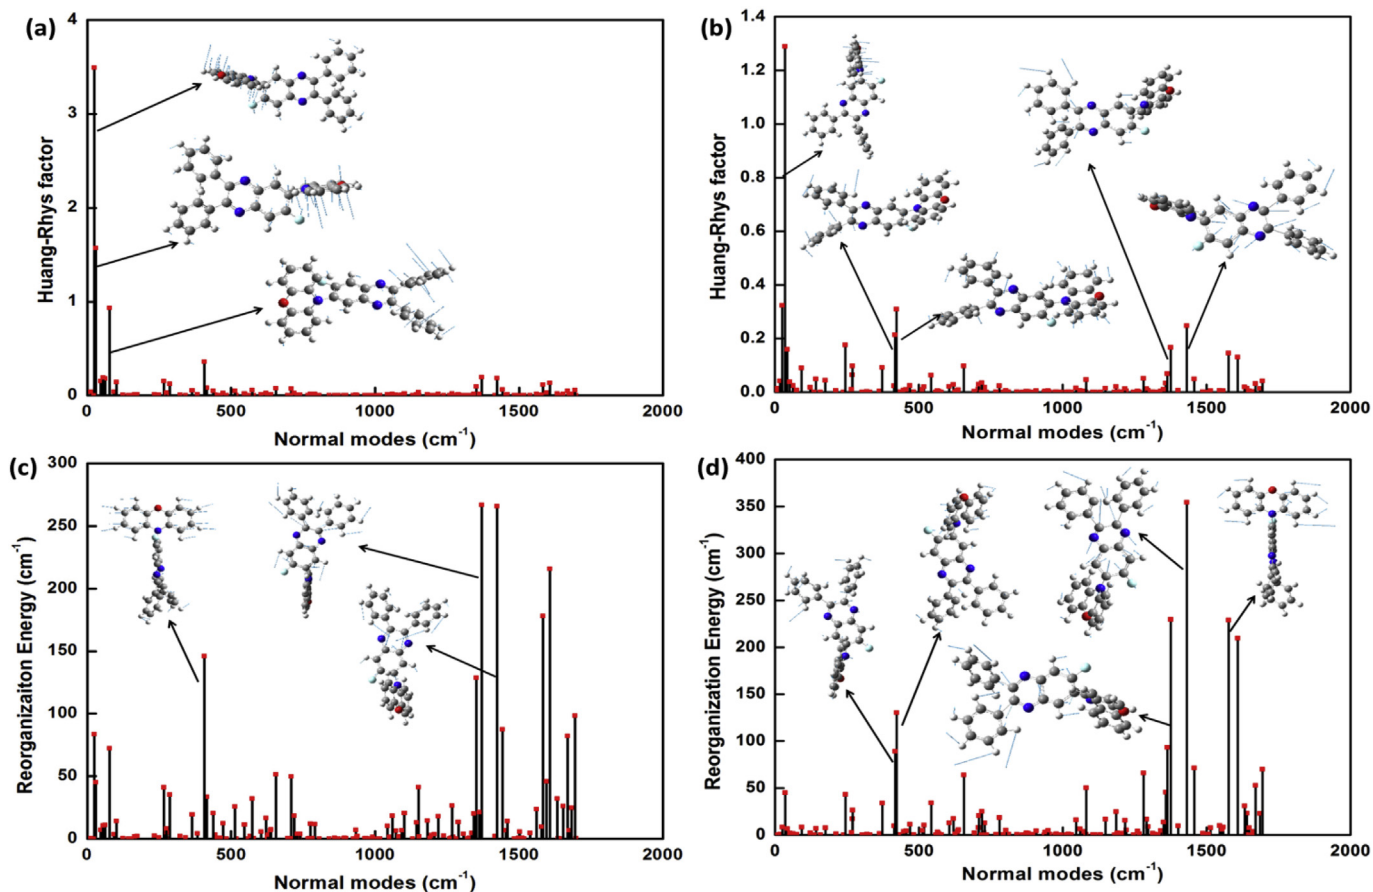 (a)
Huang-Rhys factor
4
3
2
1
0
0 500 1000 1500 2000
Normal modes (cm-1)
(b)
Huang-Rhys factor
1.4
1.2
1.0
0.8
0.6
0.4
0.2
0.0
0 500 1000 1500 2000
Normal modes (cm-1)
(c)
Reorganizaiton Energy (cm-1)
300
250
200
150
100
50
0
0 500 1000 1500 2000
Normal modes (cm-1)
(d)
Reorganization Energy (cm-1)
400
350
300
250
200
150
100
50
0
0 500 1000 1500 2000
Normal modes (cm-1)